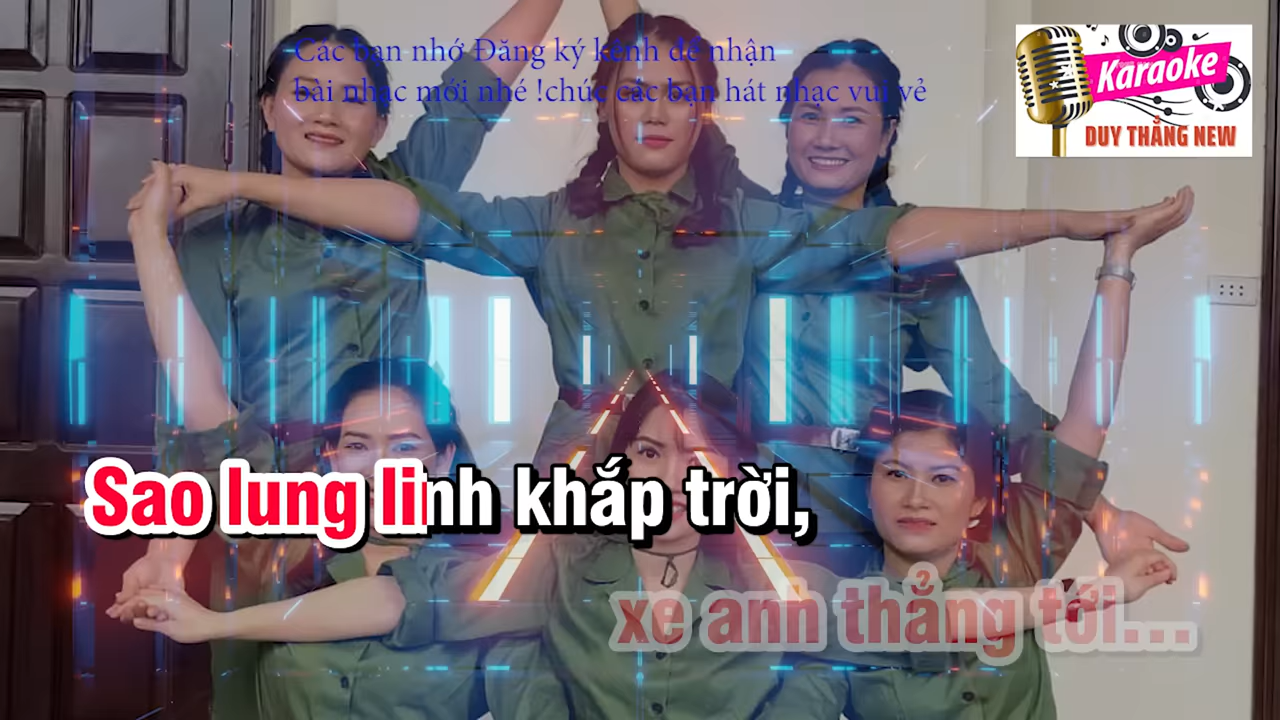 Các bạn nhớ Đăng ký kênh để nhận
bài nhạc mới nhé !chúc các bạn hát nhạc vui vẻ
Karaoke
DUY THẮNG NEW
Sao lung linh khắp trời,
xe anh thẳng tới...